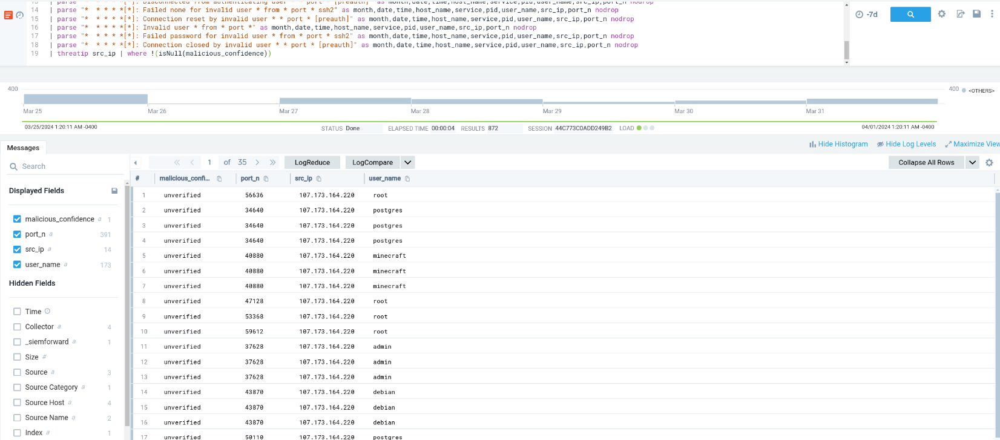 13 | parse "* * * * *[*]: Disconnected from authenticating user * * port * [preauth]" as month,date,time,host_name,service,pid,user_name,src_ip,port_n nodrop
14 | parse "* * * * *[*]: Failed none for invalid user * from * port * ssh2" as month,date,time,host_name,service,pid,user_name,src_ip,port_n nodrop
15 | parse "* * * * *[*]: Connection reset by invalid user * * port * [preauth]" as month,date,time,host_name,service,pid,user_name,src_ip,port_n nodrop
16 | parse "* * * * *[*]: Invalid user * from * port *" as month,date,time,host_name,service,pid,user_name,src_ip,port_n nodrop
17 | parse "* * * * *[*]: Failed password for invalid user * from * port * ssh2" as month,date,time,host_name,service,pid,user_name,src_ip,port_n nodrop
18 | parse "* * * * *[*]: Connection closed by invalid user * * port * [preauth]" as month,date,time,host_name,service,pid,user_name,src_ip,port_n nodrop
19 | threatip src_ip | where !(isNull(malicious_confidence))
-7d
400
400 <OTHERS>
Mar 25 Mar 26 Mar 27 Mar 28 Mar 29 Mar 30 Mar 31
03/25/2024 1:20:11 AM -0400
STATUS Done ELAPSED TIME 00:00:04 RESULTS 872 SESSION 44C773C0ADD249B2 LOAD
04/01/2024 1:20:11 AM -0400
Hide Histogram Hide Log Levels Maximize View
Messages
Search
1 of 35 LogReduce LogCompare Collapse All Rows
Displayed Fields
malicious_confidence a 1
port_n a 391
src_ip a 14
user_name a 173
Hidden Fields
Time
Collector a 4
_siemforward a 1
Size #
Source a 3
Source Category a 1
Source Host a 4
Source Name a 2
Index a 1
# malicious_confi... port_n src_ip user_name
1 unverified 56636 107.173.164.220 root
2 unverified 34640 107.173.164.220 postgres
3 unverified 34640 107.173.164.220 postgres
4 unverified 34640 107.173.164.220 postgres
5 unverified 40880 107.173.164.220 minecraft
6 unverified 40880 107.173.164.220 minecraft
7 unverified 40880 107.173.164.220 minecraft
8 unverified 47128 107.173.164.220 root
9 unverified 53368 107.173.164.220 root
10 unverified 59612 107.173.164.220 root
11 unverified 37628 107.173.164.220 admin
12 unverified 37628 107.173.164.220 admin
13 unverified 37628 107.173.164.220 admin
14 unverified 43870 107.173.164.220 debian
15 unverified 43870 107.173.164.220 debian
16 unverified 43870 107.173.164.220 debian
17 unverified 50110 107.173.164.220 postgres